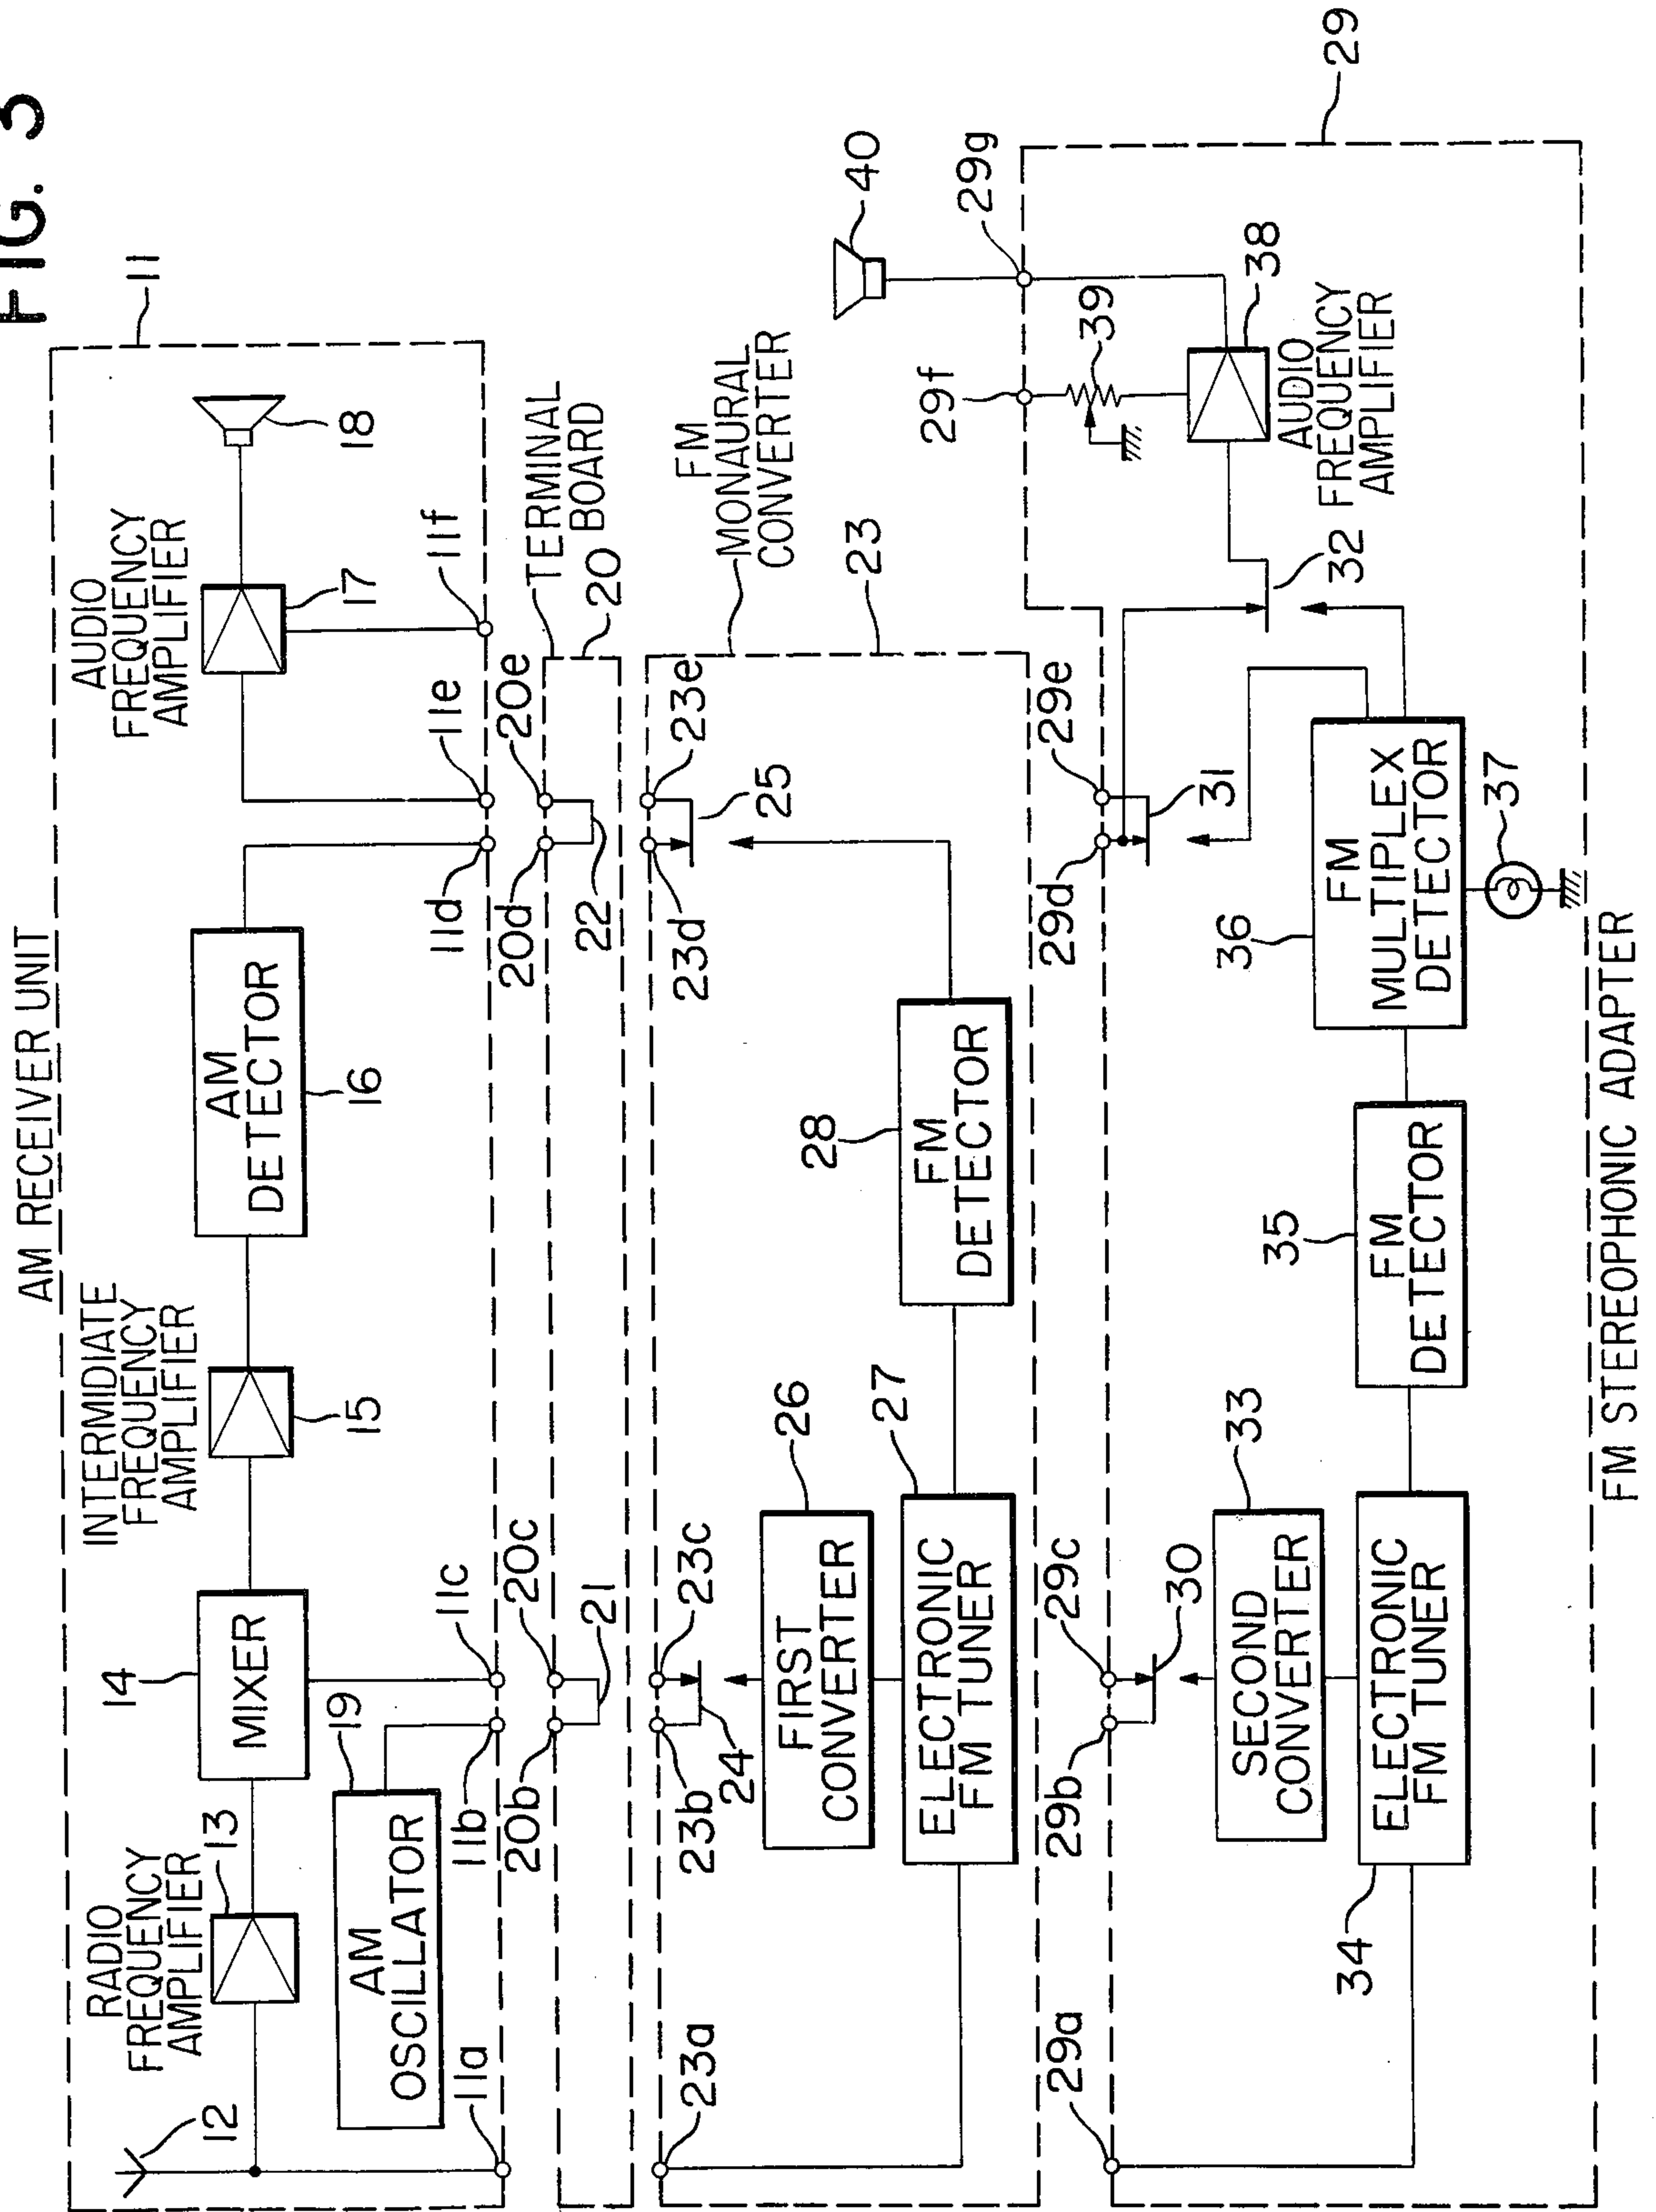 FIG. 3
AM RECEIVER UNIT
11
12
RADIO
FREQUENCY
AMPLIFIER
13
14
MIXER
INTERMIDIATE
FREQUENCY
AMPLIFIER
15
AM
DETECTOR
16
AUDIO
FREQUENCY
AMPLIFIER
17
18
19
AM
OSCILLATOR
11a
11b
11c
11d
11e
11f
20b
20c
20d
20e
21
22
TERMINAL
BOARD
20
23a
23b
23c
23d
23e
24
25
FM
MONAURAL
CONVERTER
23
26
FIRST
CONVERTER
27
ELECTRONIC
FM TUNER
28
FM
DETECTOR
29a
29b
29c
29d
29e
29f
29g
40
29
30
31
32
33
SECOND
CONVERTER
34
ELECTRONIC
FM TUNER
35
FM
DETECTOR
36
FM
MULTIPLEX
DETECTOR
37
38
39
AUDIO
FREQUENCY
AMPLIFIER
FM STEREOPHONIC ADAPTER